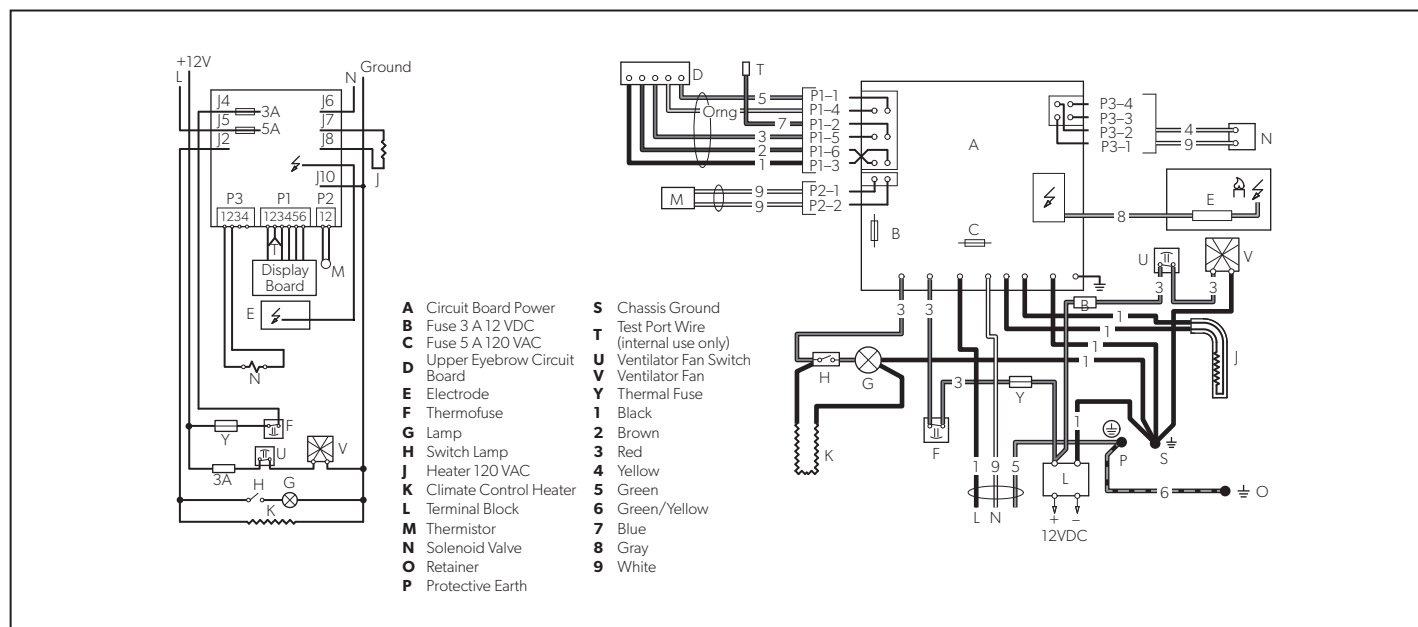 +12V
L
N
Ground
J4
3A
J6
J5
5A
J7
J2
J8
J
J10
P3
P1
P2
1234
123456
12
M
Display
Board
E
N
Y
F
U
V
3A
H
G
K
A Circuit Board Power
B Fuse 3 A 12 VDC
C Fuse 5 A 120 VAC
D Upper Eyebrow Circuit
Board
E Electrode
F Thermofuse
G Lamp
H Switch Lamp
J Heater 120 VAC
K Climate Control Heater
L Terminal Block
M Thermistor
N Solenoid Valve
O Retainer
P Protective Earth
S Chassis Ground
T Test Port Wire
(internal use only)
U Ventilator Fan Switch
V Ventilator Fan
Y Thermal Fuse
1 Black
2 Brown
3 Red
4 Yellow
5 Green
6 Green/Yellow
7 Blue
8 Gray
9 White
D
T
5
P1–1
Orng
P1–4
7
P1–2
3
P1–5
2
P1–6
1
P1–3
M
9
P2–1
9
P2–2
A
B
C
P3–4
P3–3
P3–2
P3–1
4
9
N
8
E
U
V
3
3
3
3
B
1
1
1
1
J
H
G
3
Y
K
F
1
9
5
1
P
S
L
6
O
L
N
+
–
12VDC